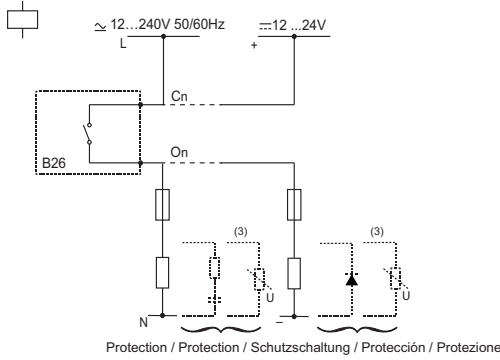 ≂ 12...240V 50/60Hz
⎓12 ...24V
L
+
Cn
B26
On
(3)
(3)
U
U
N
–
Protection / Protection / Schutzschaltung / Protección / Protezione